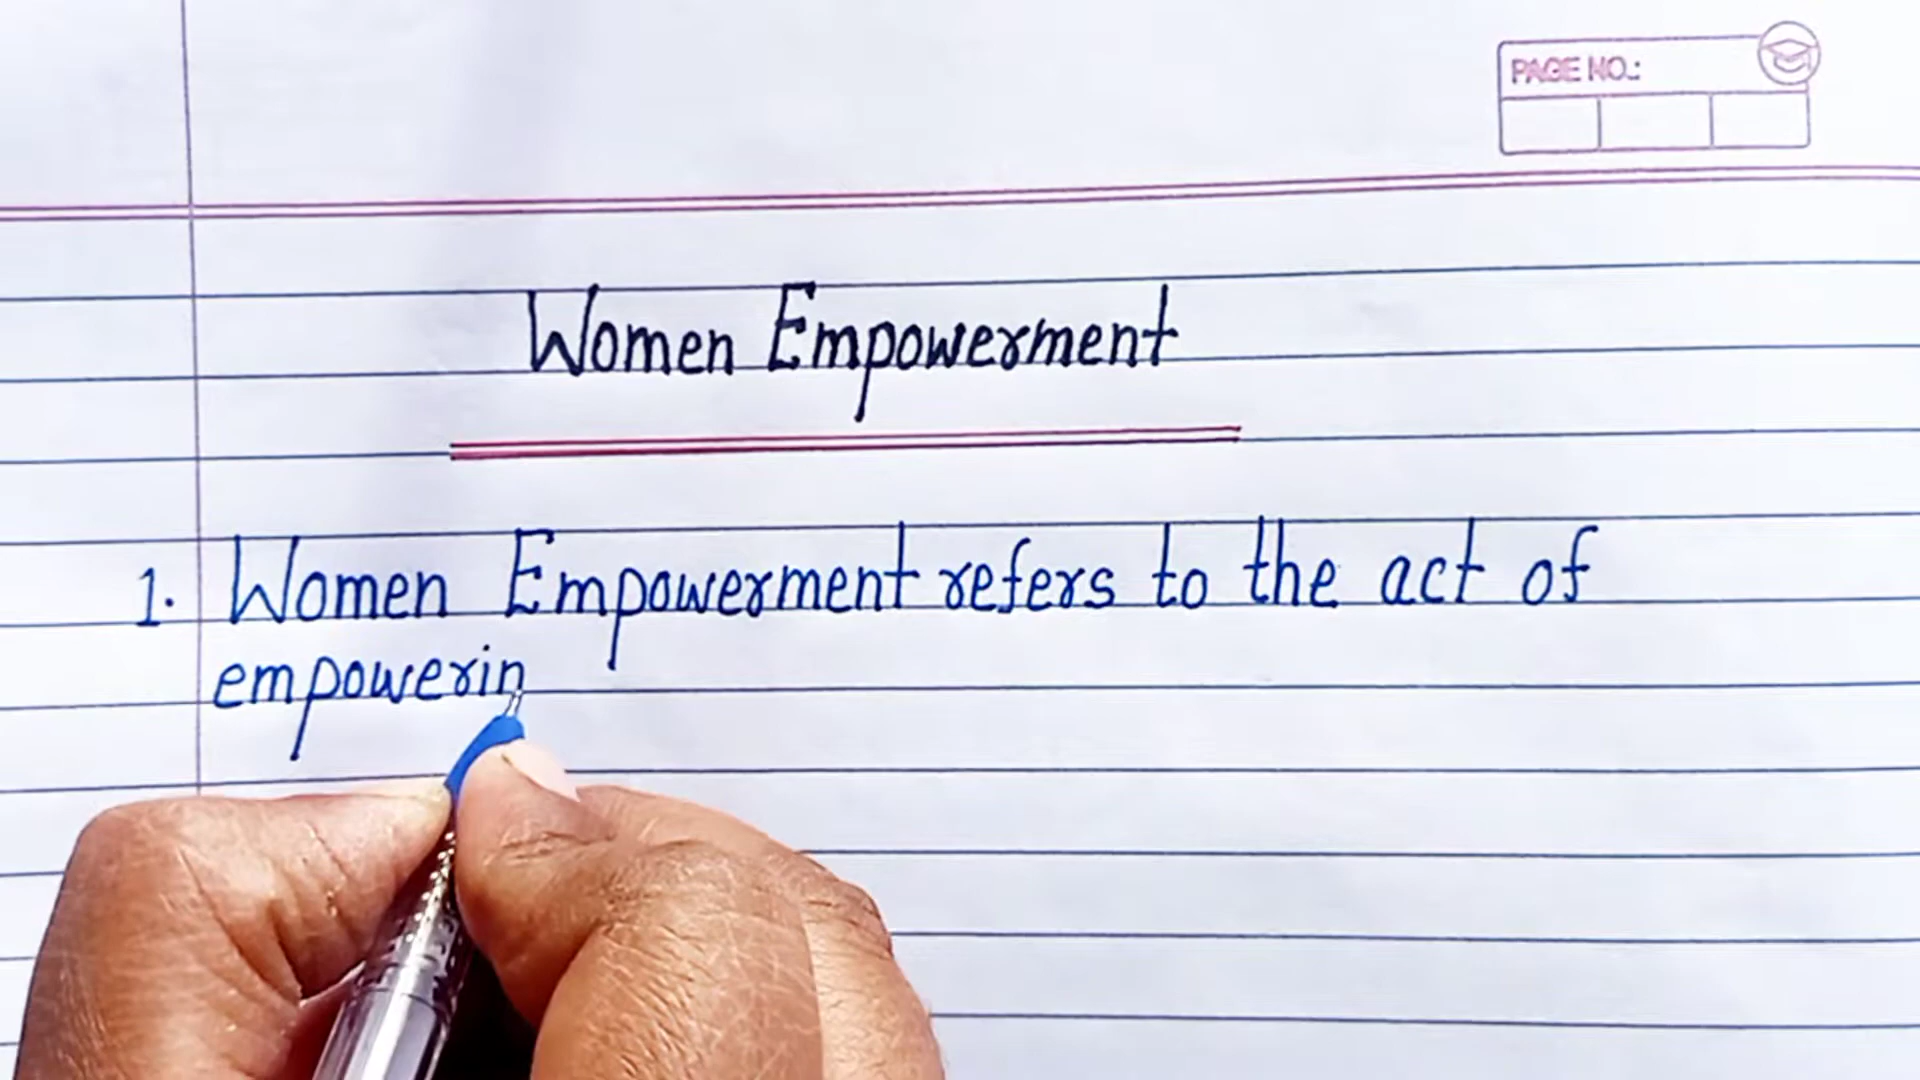 PAGE NO.:
Women Empowerment
1. Women Empowerment refers to the act of
empowerin